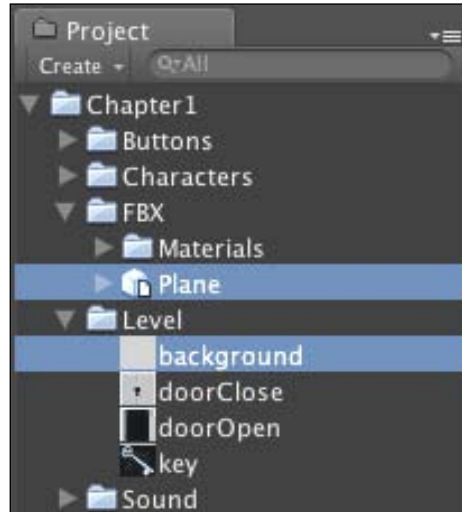 Project
Create All
Chapter1
Buttons
Characters
FBX
Materials
Plane
Level
background
doorClose
doorOpen
key
Sound